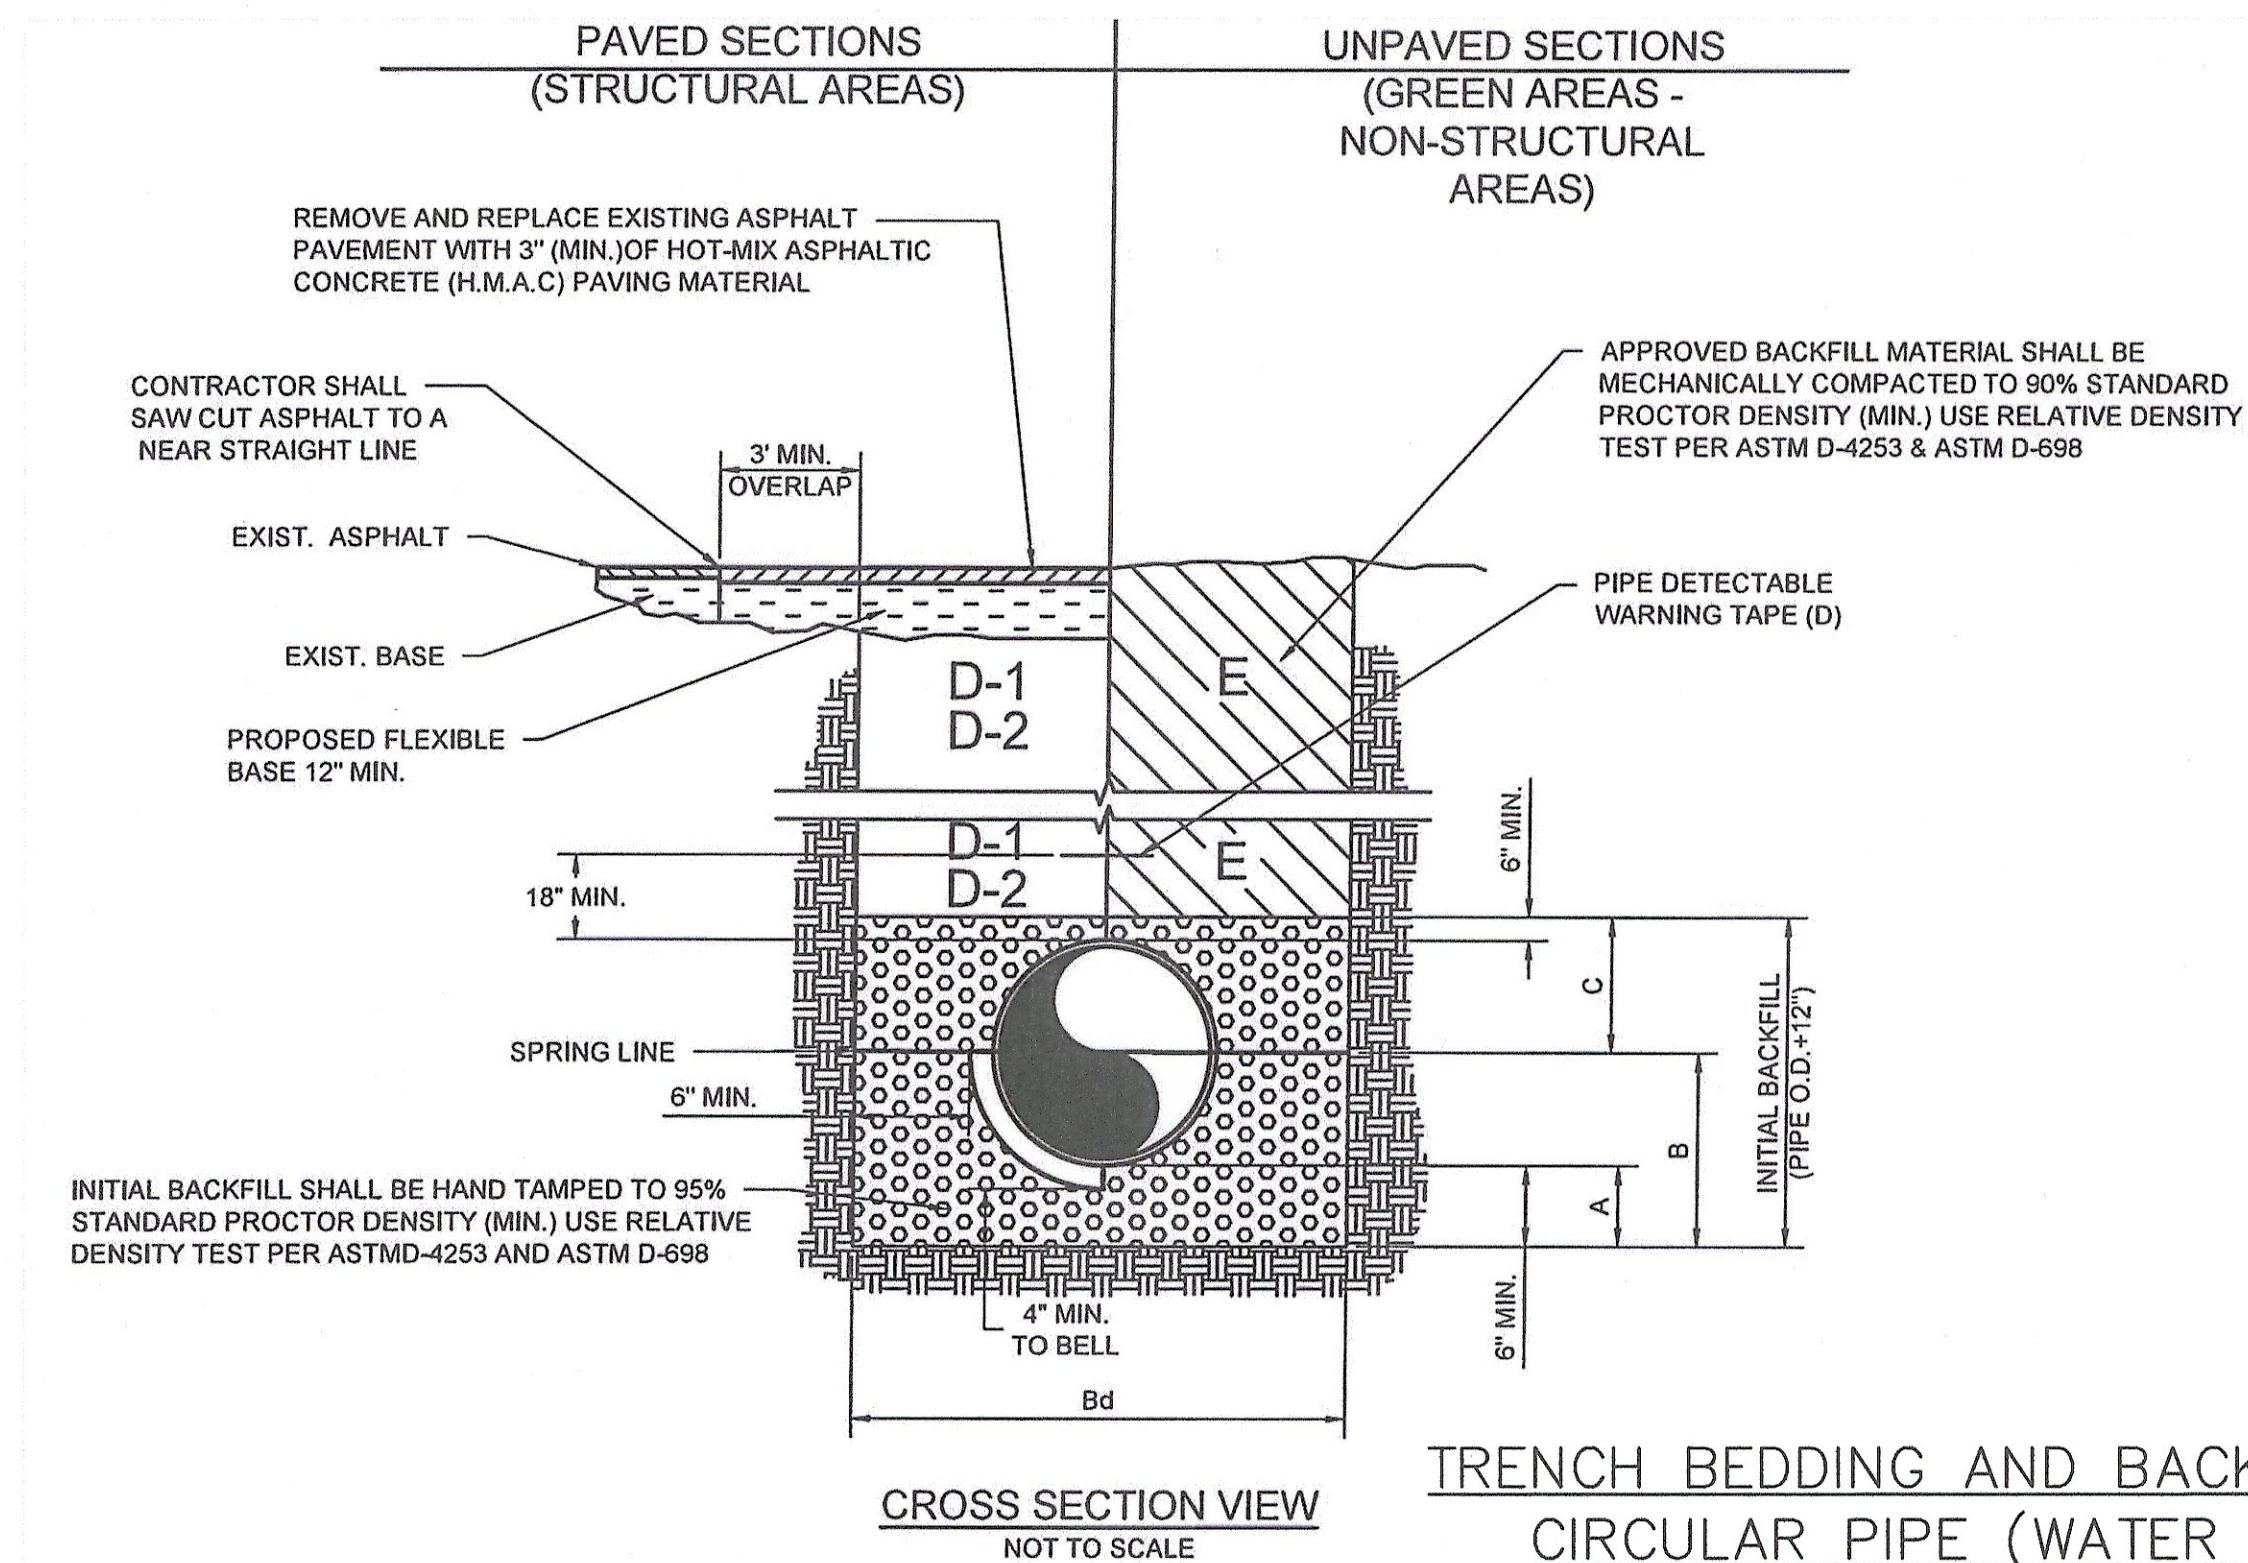 PAVED SECTIONS
(STRUCTURAL AREAS)
UNPAVED SECTIONS
(GREEN AREAS -
NON-STRUCTURAL
AREAS)
REMOVE AND REPLACE EXISTING ASPHALT
PAVEMENT WITH 3" (MIN.)OF HOT-MIX ASPHALTIC
CONCRETE (H.M.A.C) PAVING MATERIAL
CONTRACTOR SHALL
SAW CUT ASPHALT TO A
NEAR STRAIGHT LINE
3' MIN.
OVERLAP
APPROVED BACKFILL MATERIAL SHALL BE
MECHANICALLY COMPACTED TO 90% STANDARD
PROCTOR DENSITY (MIN.) USE RELATIVE DENSITY
TEST PER ASTM D-4253 & ASTM D-698
EXIST. ASPHALT
PIPE DETECTABLE
WARNING TAPE (D)
EXIST. BASE
D-1
D-2
E
PROPOSED FLEXIBLE
BASE 12" MIN.
D-1
D-2
E
6" MIN.
18" MIN.
C
INITIAL BACKFILL
(PIPE O.D.+12")
SPRING LINE
6" MIN.
B
A
INITIAL BACKFILL SHALL BE HAND TAMPED TO 95%
STANDARD PROCTOR DENSITY (MIN.) USE RELATIVE
DENSITY TEST PER ASTMD-4253 AND ASTM D-698
6" MIN.
4" MIN.
TO BELL
Bd
CROSS SECTION VIEW
NOT TO SCALE
TRENCH BEDDING AND BACK
CIRCULAR PIPE (WATER